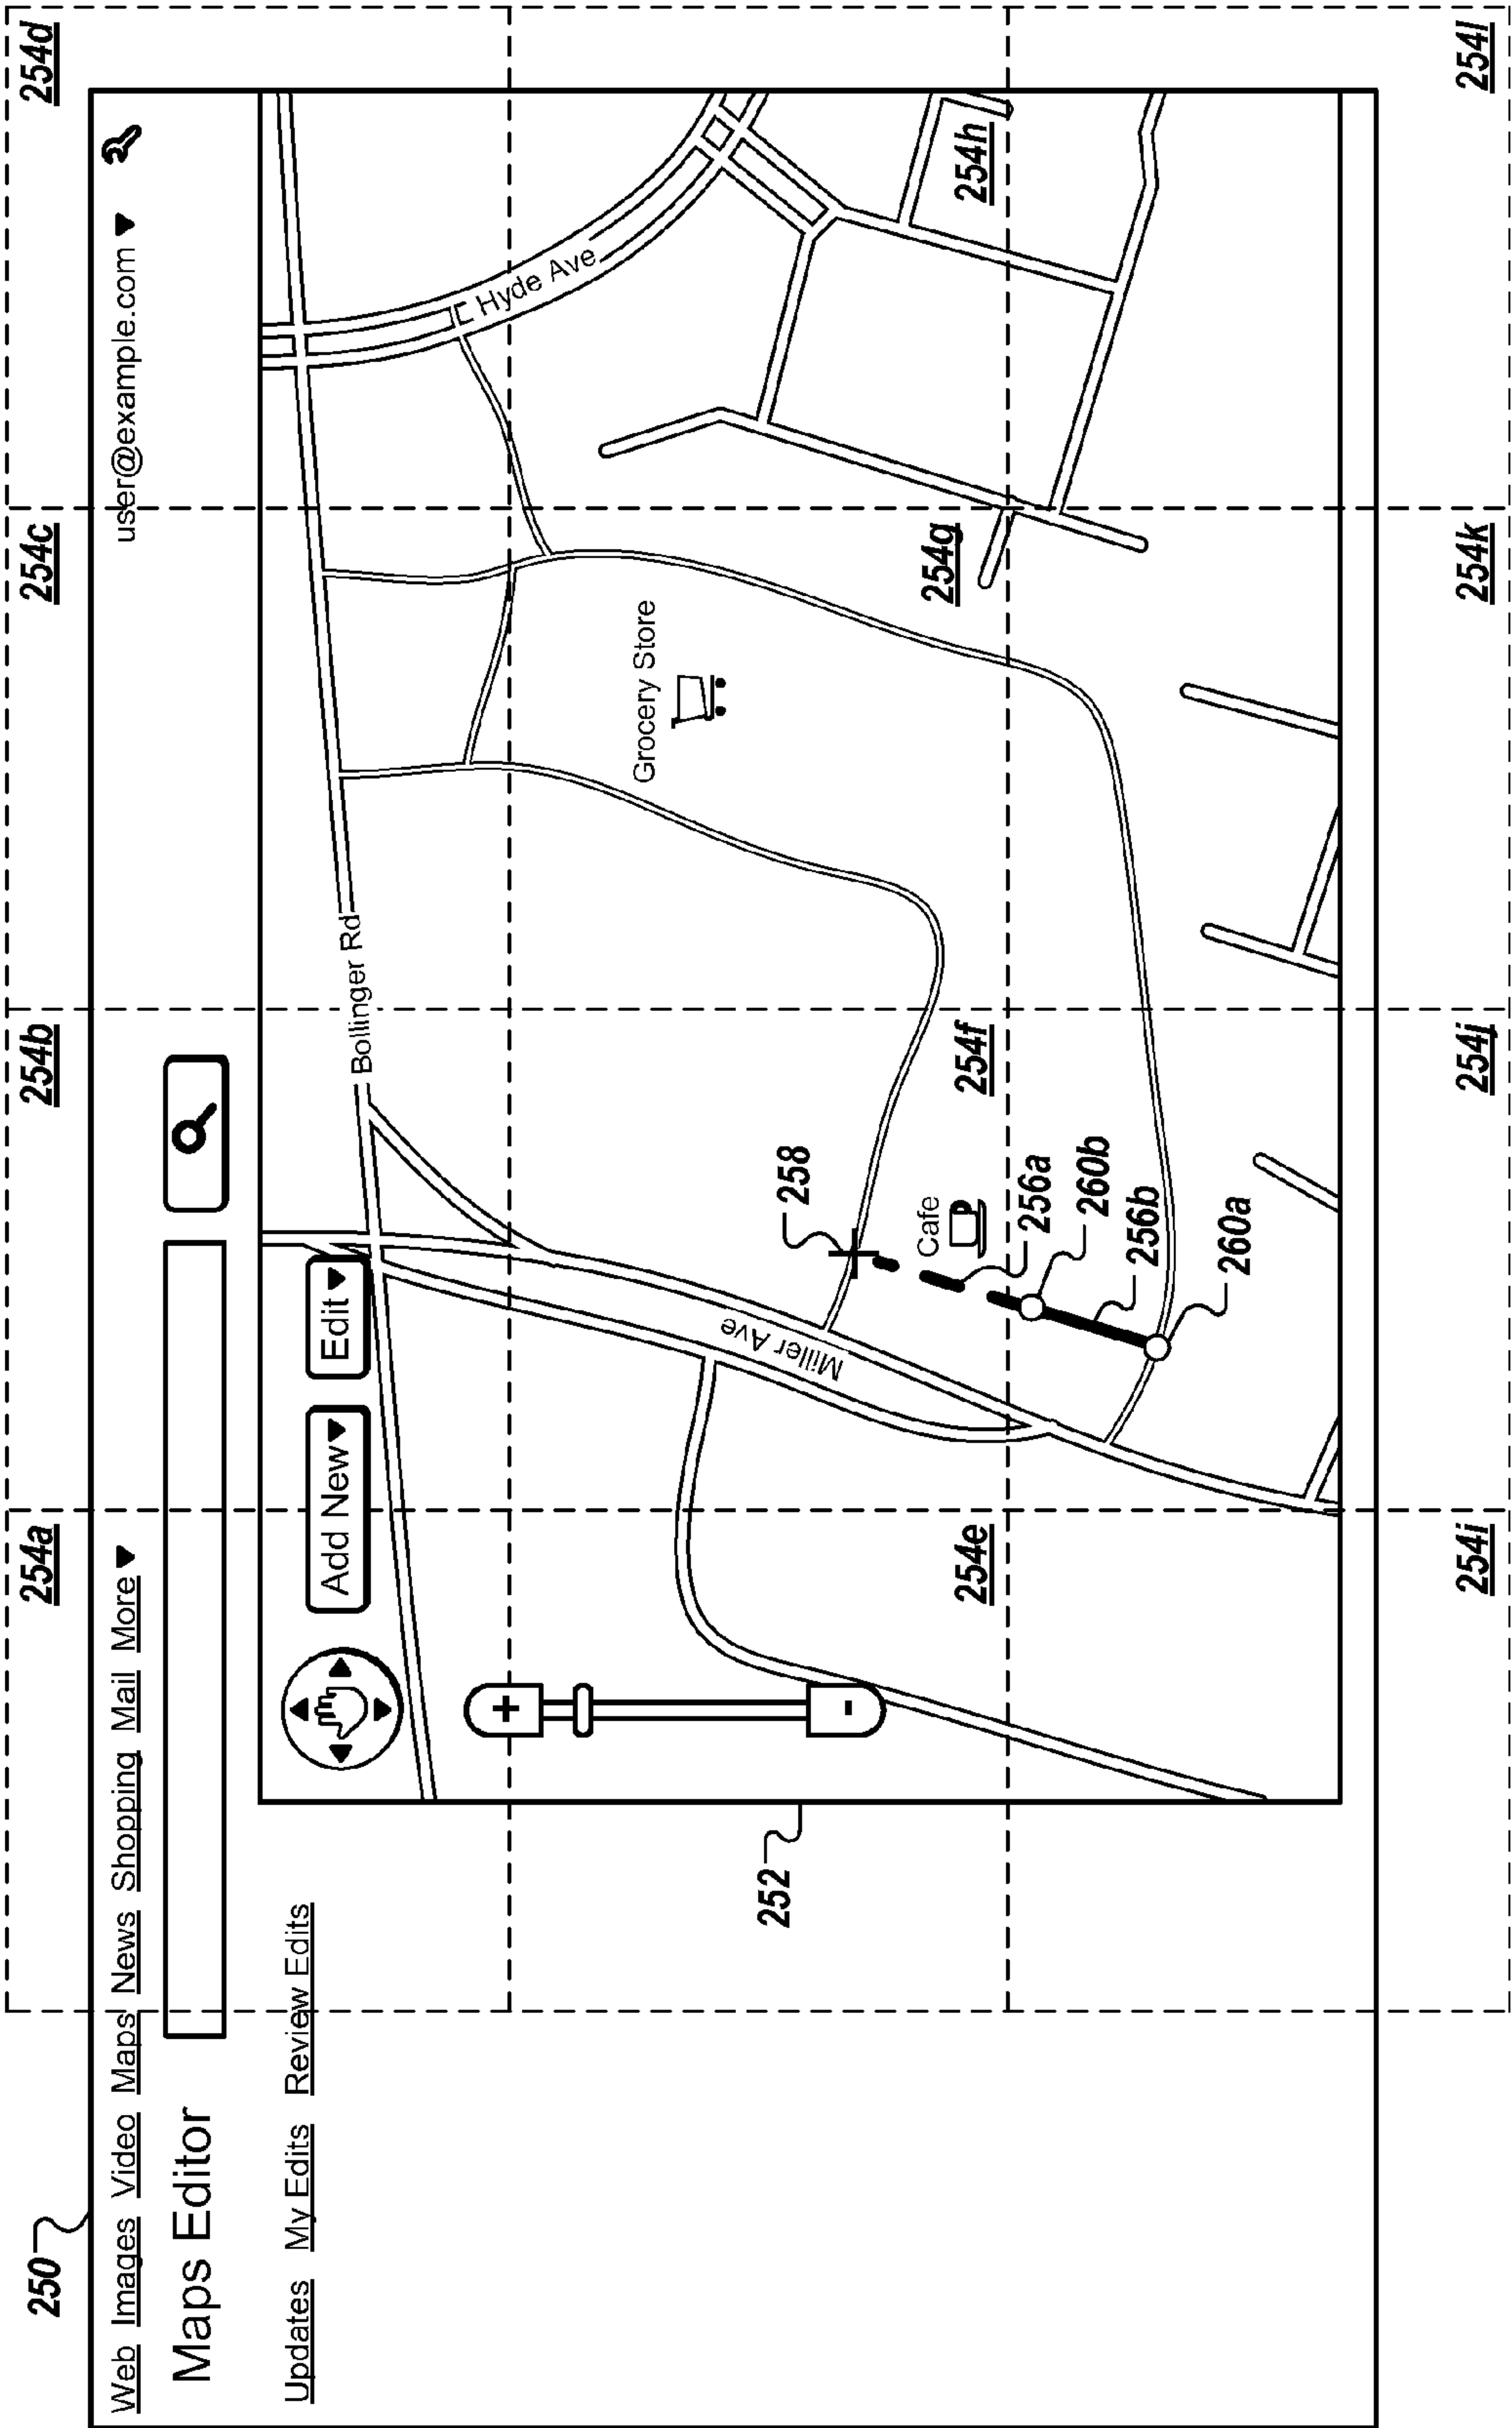 250
254a
254b
254c
254d
Web Images Video Maps News Shopping Mail More▼
user@example.com ▼
Maps Editor
Updates My Edits Review Edits
Add New▼
Edit▼
+
-
Bollinger Rd
Hyde Ave
Miller Ave
Grocery Store
252
258
Cafe
256a
260b
256b
260a
254e
254f
254g
254h
254i
254j
254k
254l